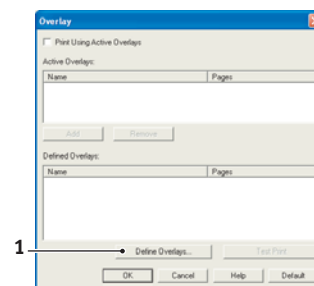 Overlay
Print Using Active Overlays
Active Overlays:
Name Pages
Add Remove
Defined Overlays:
Name Pages
1 Define Overlays... Test Print
OK Cancel Help Default